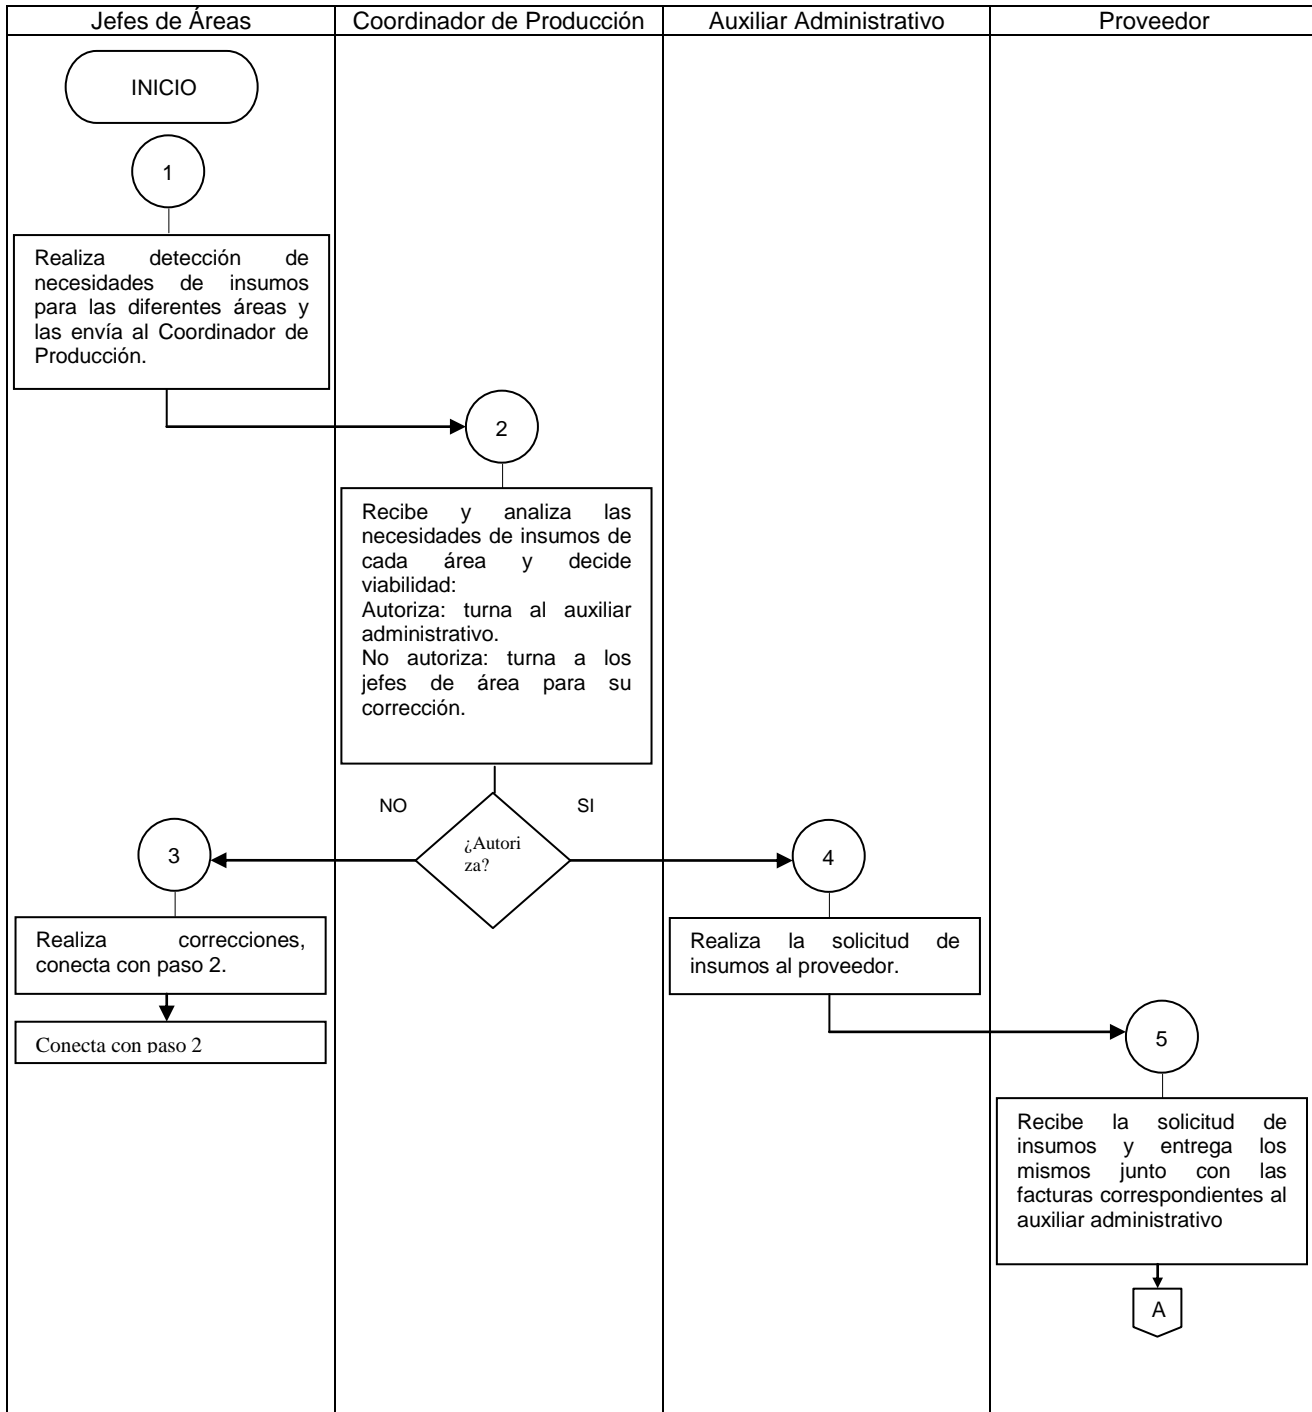 Jefes de Áreas
Coordinador de Producción
Auxiliar Administrativo
Proveedor
INICIO
1
Realiza detección de
necesidades de insumos
para las diferentes áreas y
las envía al Coordinador de
Producción.
2
Recibe y analiza las
necesidades de insumos de
cada área y decide
viabilidad:
Autoriza: turna al auxiliar
administrativo.
No autoriza: turna a los
jefes de área para su
corrección.
NO
SI
¿Autori
za?
3
4
Realiza correcciones,
conecta con paso 2.
Conecta con paso 2
Realiza la solicitud de
insumos al proveedor.
5
Recibe la solicitud de
insumos y entrega los
mismos junto con las
facturas correspondientes al
auxiliar administrativo
A